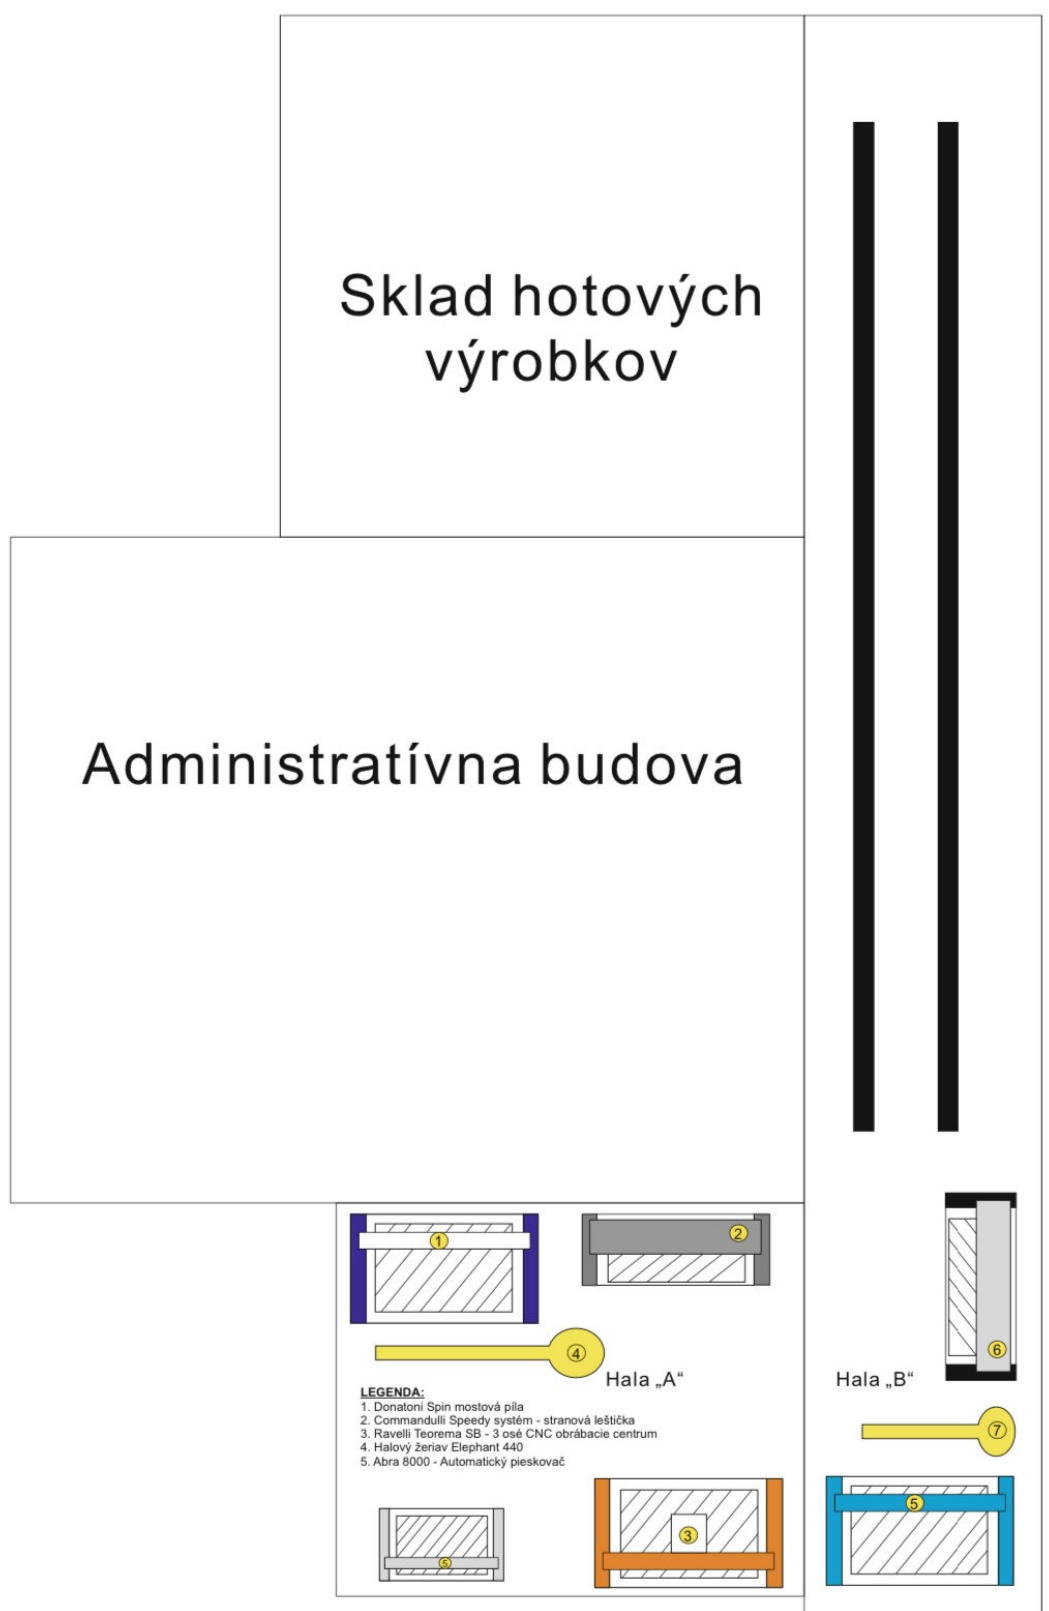 Sklad hotových
výrobkov
Administratívna budova
1
2
4
Hala „A“
LEGENDA:
1. Donatoni Spin mostová píla
2. Commandulli Speedy systém - stranová leštička
3. Ravelli Teorema SB - 3 osé CNC obrábacie centrum
4. Halový žeriav Elephant 440
5. Abra 8000 - Automatický pieskovač
5
3
6
Hala „B“
7
5